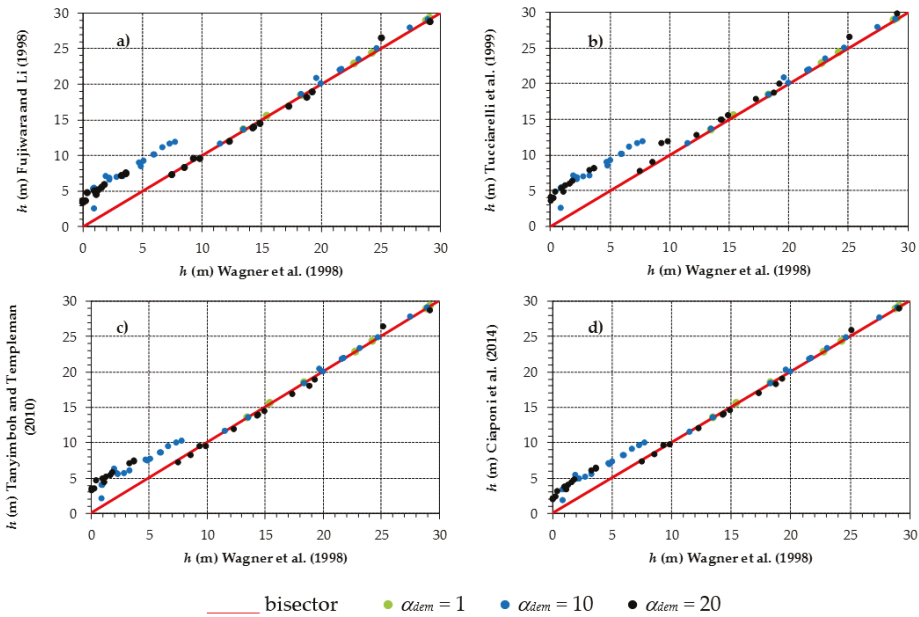 30
25
20
15
10
5
0
h (m) Fujiwara and Li (1998)
a)
0 5 10 15 20 25 30
h (m) Wagner et al. (1998)
30
25
20
15
10
5
0
h (m) Tucciarelli et al. (1999)
b)
0 5 10 15 20 25 30
h (m) Wagner et al. (1998)
30
25
20
15
10
5
0
h (m) Tanyimboh and Templeman
(2010)
c)
0 5 10 15 20 25 30
h (m) Wagner et al. (1998)
30
25
20
15
10
5
0
h (m) Ciaponi et al. (2014)
d)
0 5 10 15 20 25 30
h (m) Wagner et al. (1998)
bisector αdem = 1 αdem = 10 αdem = 20